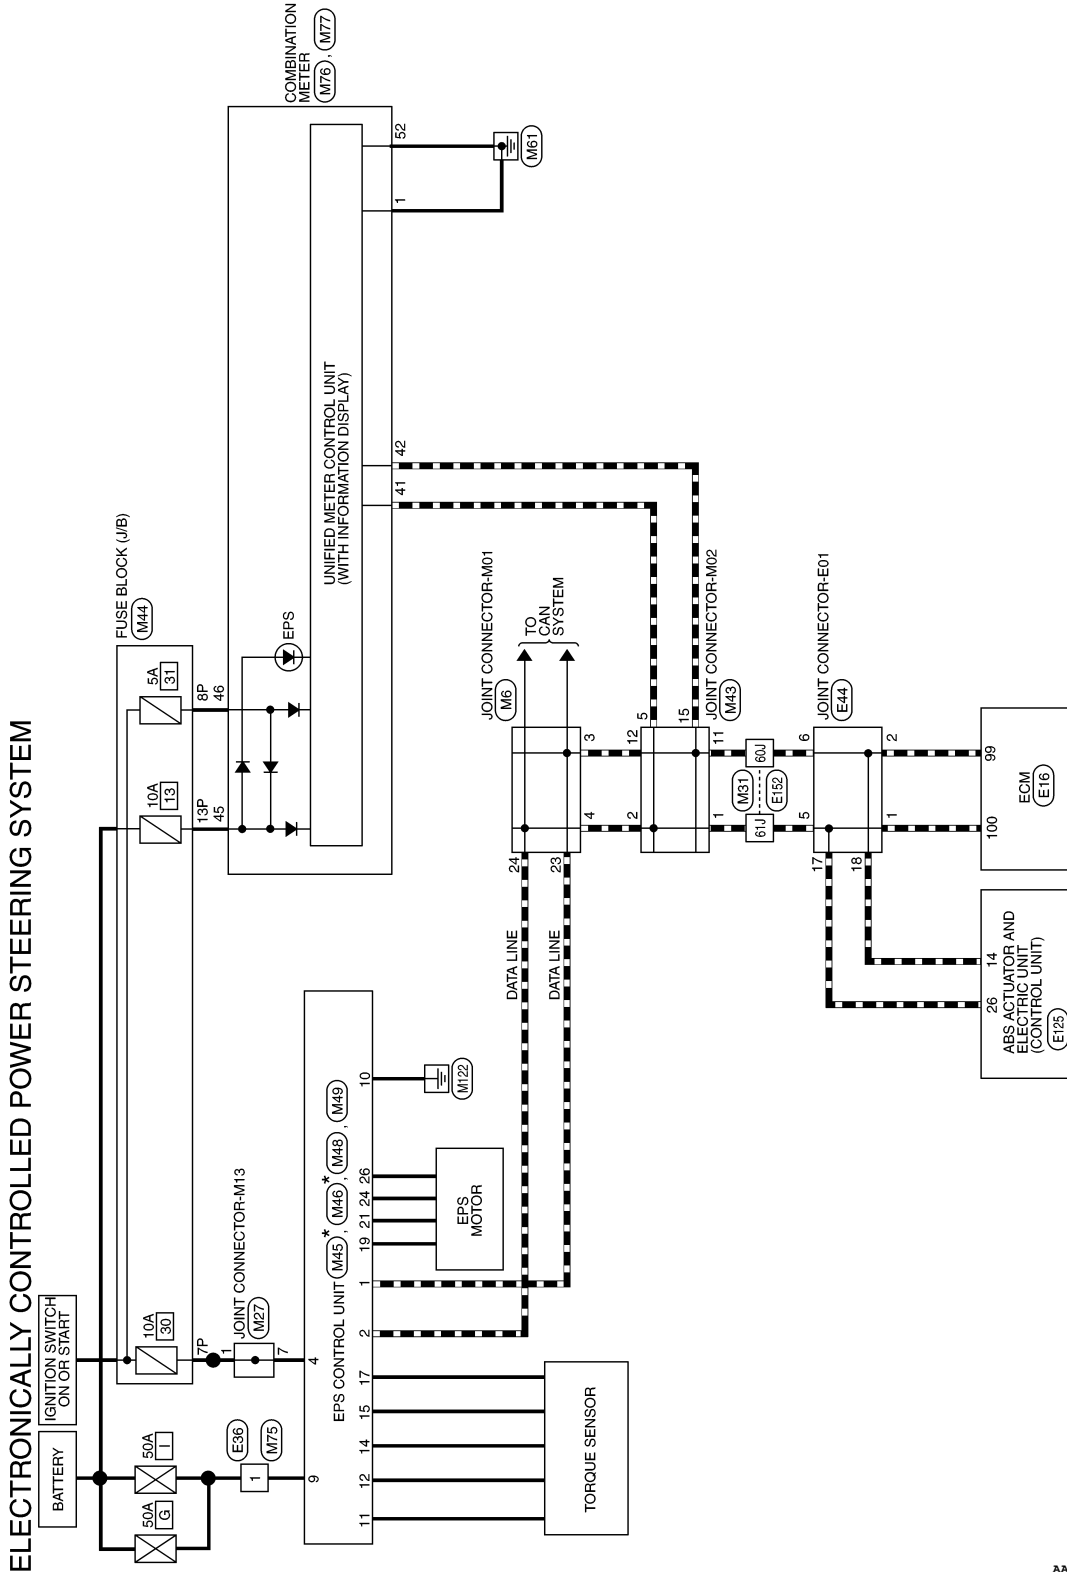 ELECTRONICALLY CONTROLLED POWER STEERING SYSTEM
BATTERY
IGNITION SWITCH
ON OR START
50A
G
50A
I
10A
30
10A
13
5A
31
FUSE BLOCK (J/B)
M44
7P
13P
8P
1
JOINT CONNECTOR-M13
M27
7
E36
1
M75
45
46
COMBINATION
METER
M76 , M77
EPS
UNIFIED METER CONTROL UNIT
(WITH INFORMATION DISPLAY)
41
42
1
52
M61
9
4
EPS CONTROL UNIT M45 * , M46 * , M48 , M49
11
12
14
15
17
2
1
19
21
24
26
10
TORQUE SENSOR
EPS
MOTOR
M122
DATA LINE
DATA LINE
24
23
JOINT CONNECTOR-M01
M6
TO
CAN
SYSTEM
4
3
2
12
5
15
JOINT CONNECTOR-M02
M43
1
11
61J
60J
M31
E152
5
6
JOINT CONNECTOR-E01
E44
17
18
1
2
26
14
ABS ACTUATOR AND
ELECTRIC UNIT
(CONTROL UNIT)
E125
100
99
ECM
E16